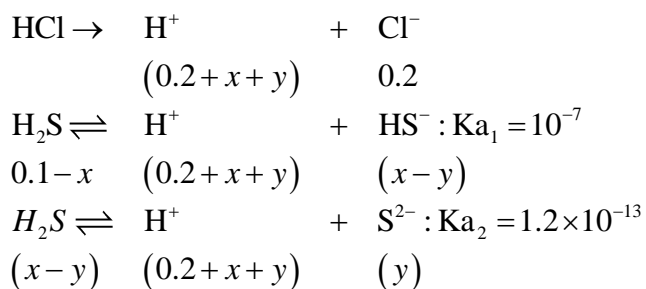 HCl → H⁺ + Cl⁻
(0.2 + x + y) 0.2
H₂S ⇌ H⁺ + HS⁻ : Ka₁ = 10⁻⁷
0.1 − x (0.2 + x + y) (x − y)
H₂S ⇌ H⁺ + S²⁻ : Ka₂ = 1.2 × 10⁻¹³
(x − y) (0.2 + x + y) (y)